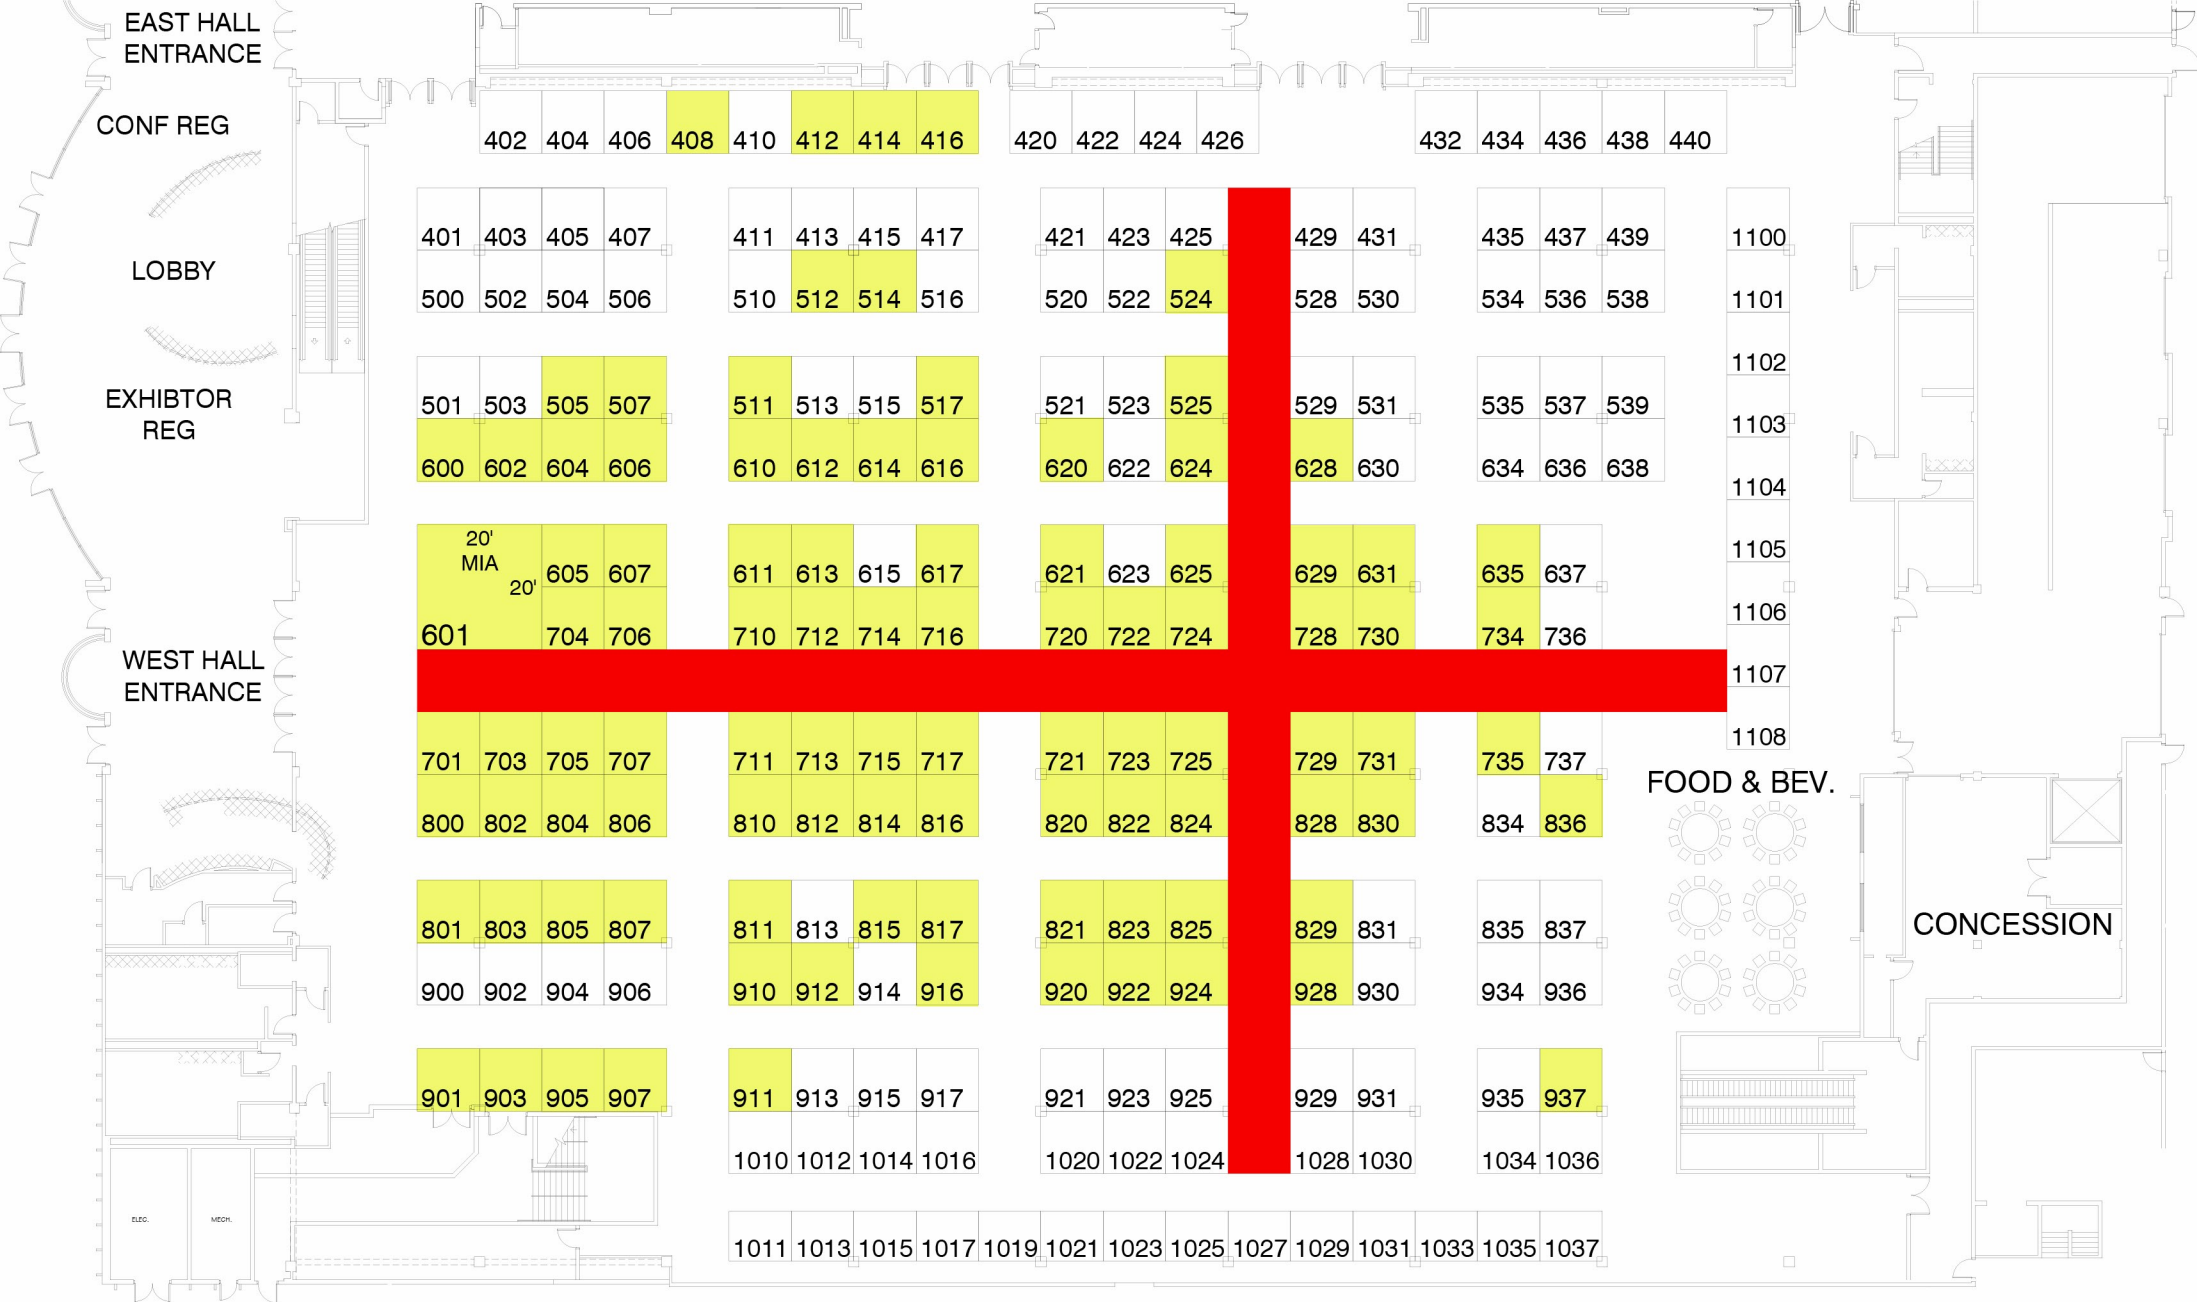 EAST HALL
ENTRANCE
CONF REG
LOBBY
EXHIBTOR
REG
WEST HALL
ENTRANCE
402 404 406 408 410 412 414 416 420 422 424 426 432 434 436 438 440
401 403 405 407 411 413 415 417 421 423 425 429 431 435 437 439 1100
500 502 504 506 510 512 514 516 520 522 524 528 530 534 536 538 1101
1102
501 503 505 507 511 513 515 517 521 523 525 529 531 535 537 539
1103
600 602 604 606 610 612 614 616 620 622 624 628 630 634 636 638
1104
20'
MIA
1105
20'
605 607 611 613 615 617 621 623 625 629 631 635 637
1106
601 704 706 710 712 714 716 720 722 724 728 730 734 736
1107
1108
701 703 705 707 711 713 715 717 721 723 725 729 731 735 737
FOOD & BEV.
800 802 804 806 810 812 814 816 820 822 824 828 830 834 836
CONCESSION
801 803 805 807 811 813 815 817 821 823 825 829 831 835 837
900 902 904 906 910 912 914 916 920 922 924 928 930 934 936
901 903 905 907 911 913 915 917 921 923 925 929 931 935 937
1010 1012 1014 1016 1020 1022 1024 1028 1030 1034 1036
ELEC. MECH.
1011 1013 1015 1017 1019 1021 1023 1025 1027 1029 1031 1033 1035 1037